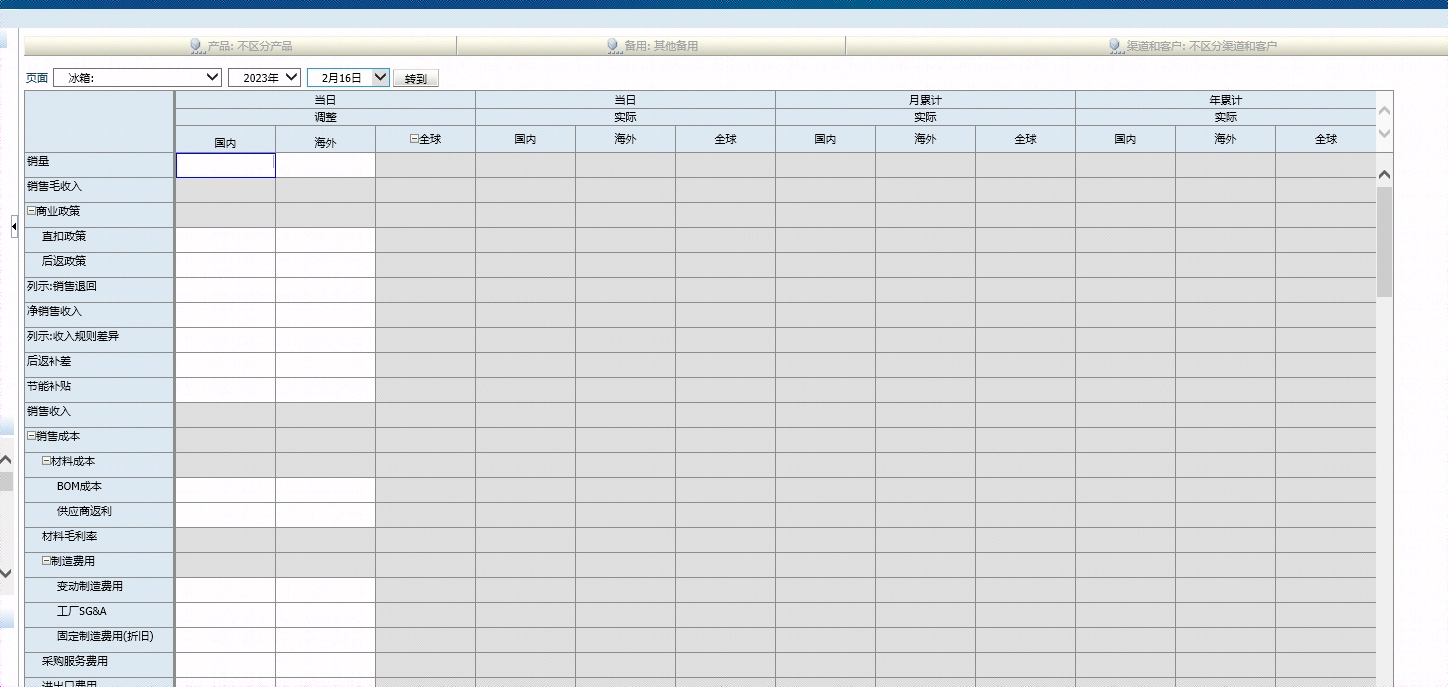 产品: 不区分产品 备用: 其他备用 渠道和客户: 不区分渠道和客户
页面 冰箱: 2023年 2月16日 转到
当日 当日 月累计 年累计
调整 实际 实际 实际
国内 海外 全球 国内 海外 全球 国内 海外 全球 国内 海外 全球
销量
销售毛收入
商业政策
直扣政策
后返政策
列示:销售退回
净销售收入
列示:收入规则差异
后返补差
节能补贴
销售收入
销售成本
材料成本
BOM成本
供应商返利
材料毛利率
制造费用
变动制造费用
工厂SG&A
固定制造费用(折旧)
采购服务费用
进出口费用